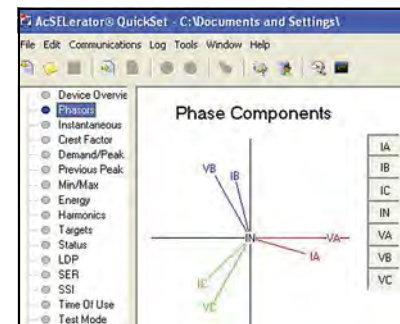 AcSELerator® QuickSet - C:\Documents and Settings\
File Edit Communications Log Tools Window Help
Device Overvie
Phasors
Instantaneous
Crest Factor
Demand/Peak
Previous Peak
Min/Max
Energy
Harmonics
Targets
Status
LDP
SER
SSI
Time Of Use
Test Mode
Phase Components
VB
IB
IN
VA
IA
IC
VC
IA
IB
IC
IN
VA
VB
VC